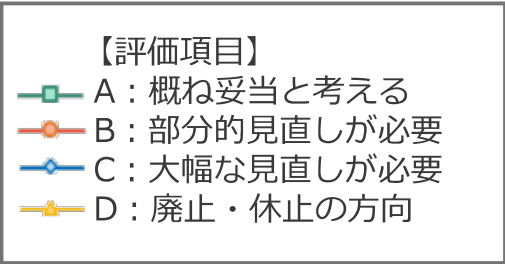 【評価項目】
A：概ね妥当と考える
B：部分的見直しが必要
C：大幅な見直しが必要
D：廃止・休止の方向